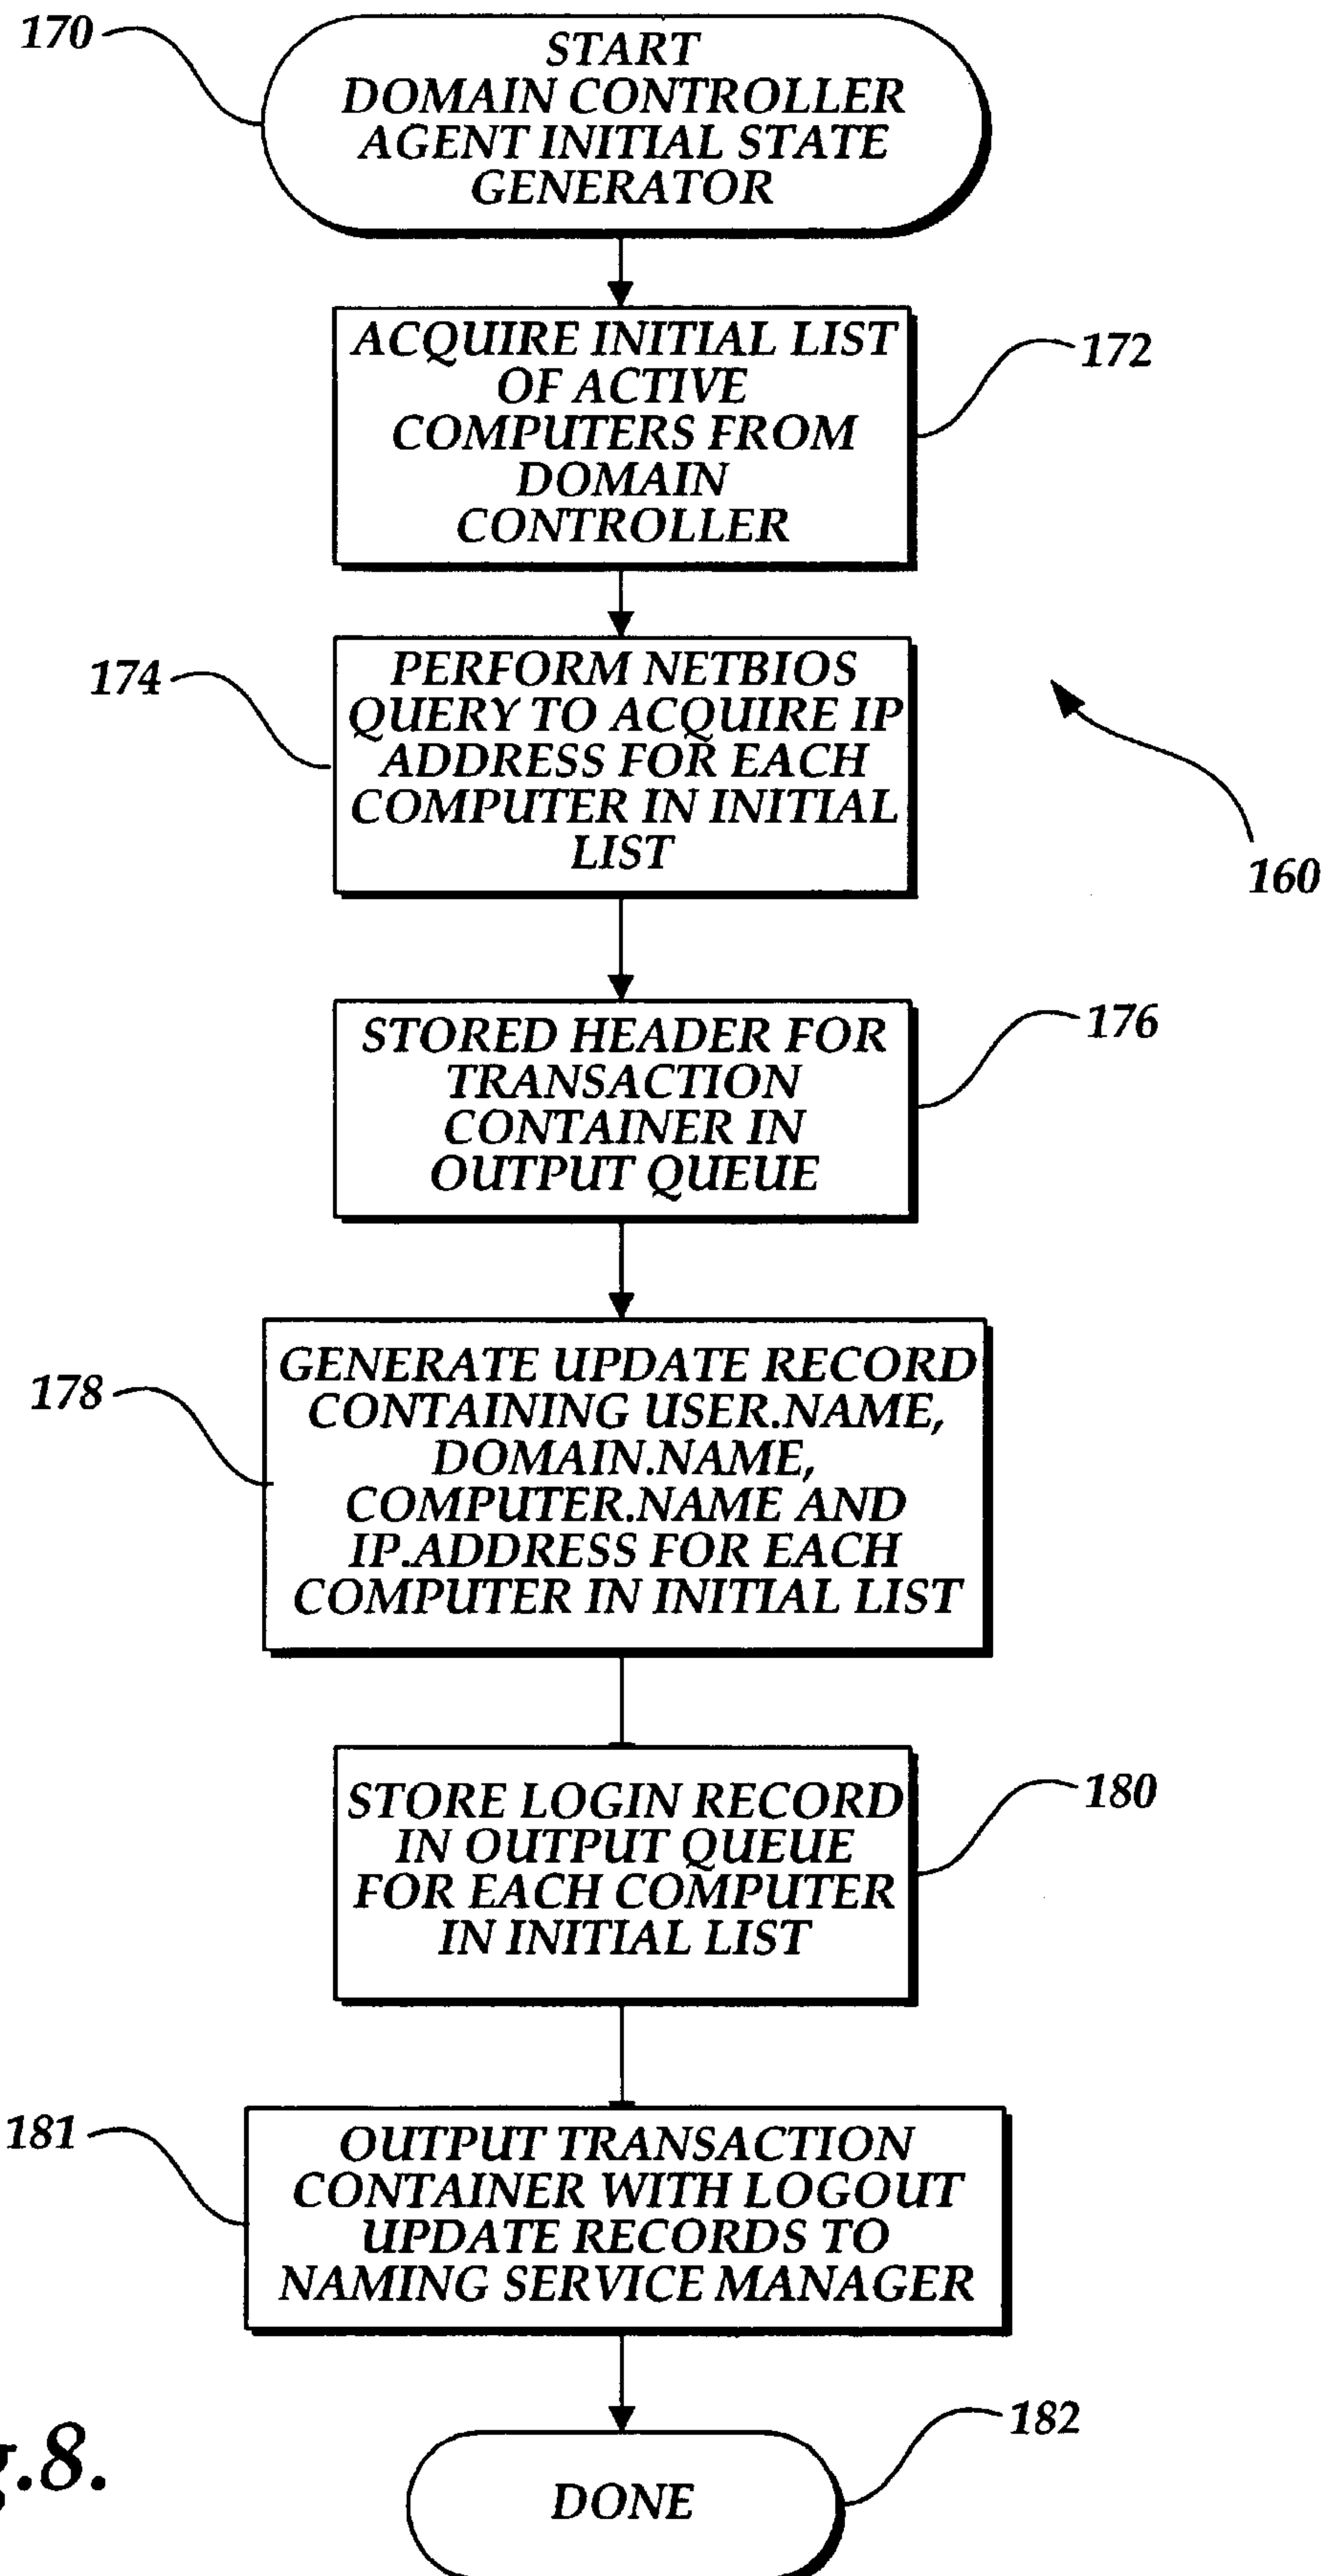 170
START
DOMAIN CONTROLLER
AGENT INITIAL STATE
GENERATOR
ACQUIRE INITIAL LIST
OF ACTIVE
COMPUTERS FROM
DOMAIN
CONTROLLER
172
174
PERFORM NETBIOS
QUERY TO ACQUIRE IP
ADDRESS FOR EACH
COMPUTER IN INITIAL
LIST
160
STORED HEADER FOR
TRANSACTION
CONTAINER IN
OUTPUT QUEUE
176
178
GENERATE UPDATE RECORD
CONTAINING USER.NAME,
DOMAIN.NAME,
COMPUTER.NAME AND
IP.ADDRESS FOR EACH
COMPUTER IN INITIAL LIST
STORE LOGIN RECORD
IN OUTPUT QUEUE
FOR EACH COMPUTER
IN INITIAL LIST
180
181
OUTPUT TRANSACTION
CONTAINER WITH LOGOUT
UPDATE RECORDS TO
NAMING SERVICE MANAGER
182
DONE
.8.